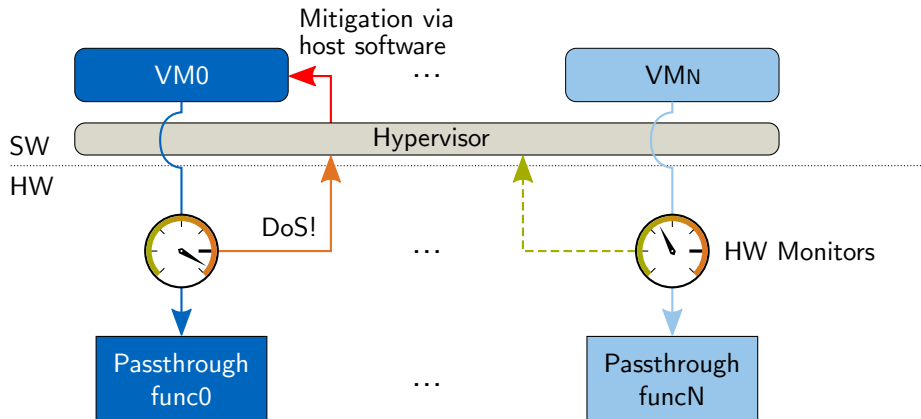 Mitigation via
host software
VM0
...
VMN
Hypervisor
SW
HW
DoS!
...
HW Monitors
Passthrough
func0
...
Passthrough
funcN